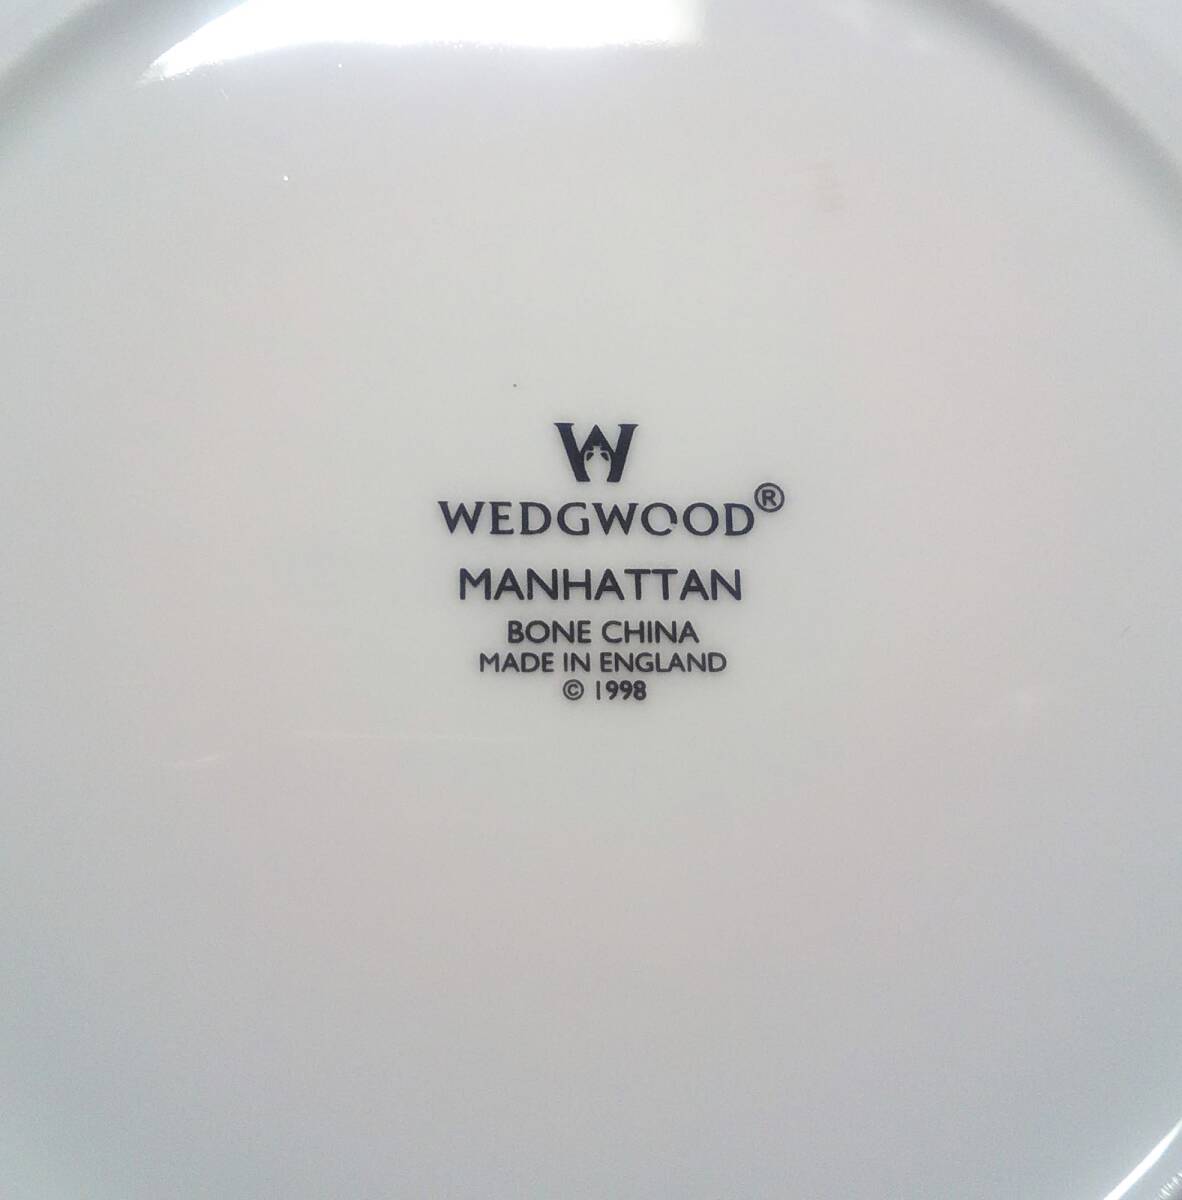 W
WEDGWOOD®
MANHATTAN
BONE CHINA
MADE IN ENGLAND
© 1998